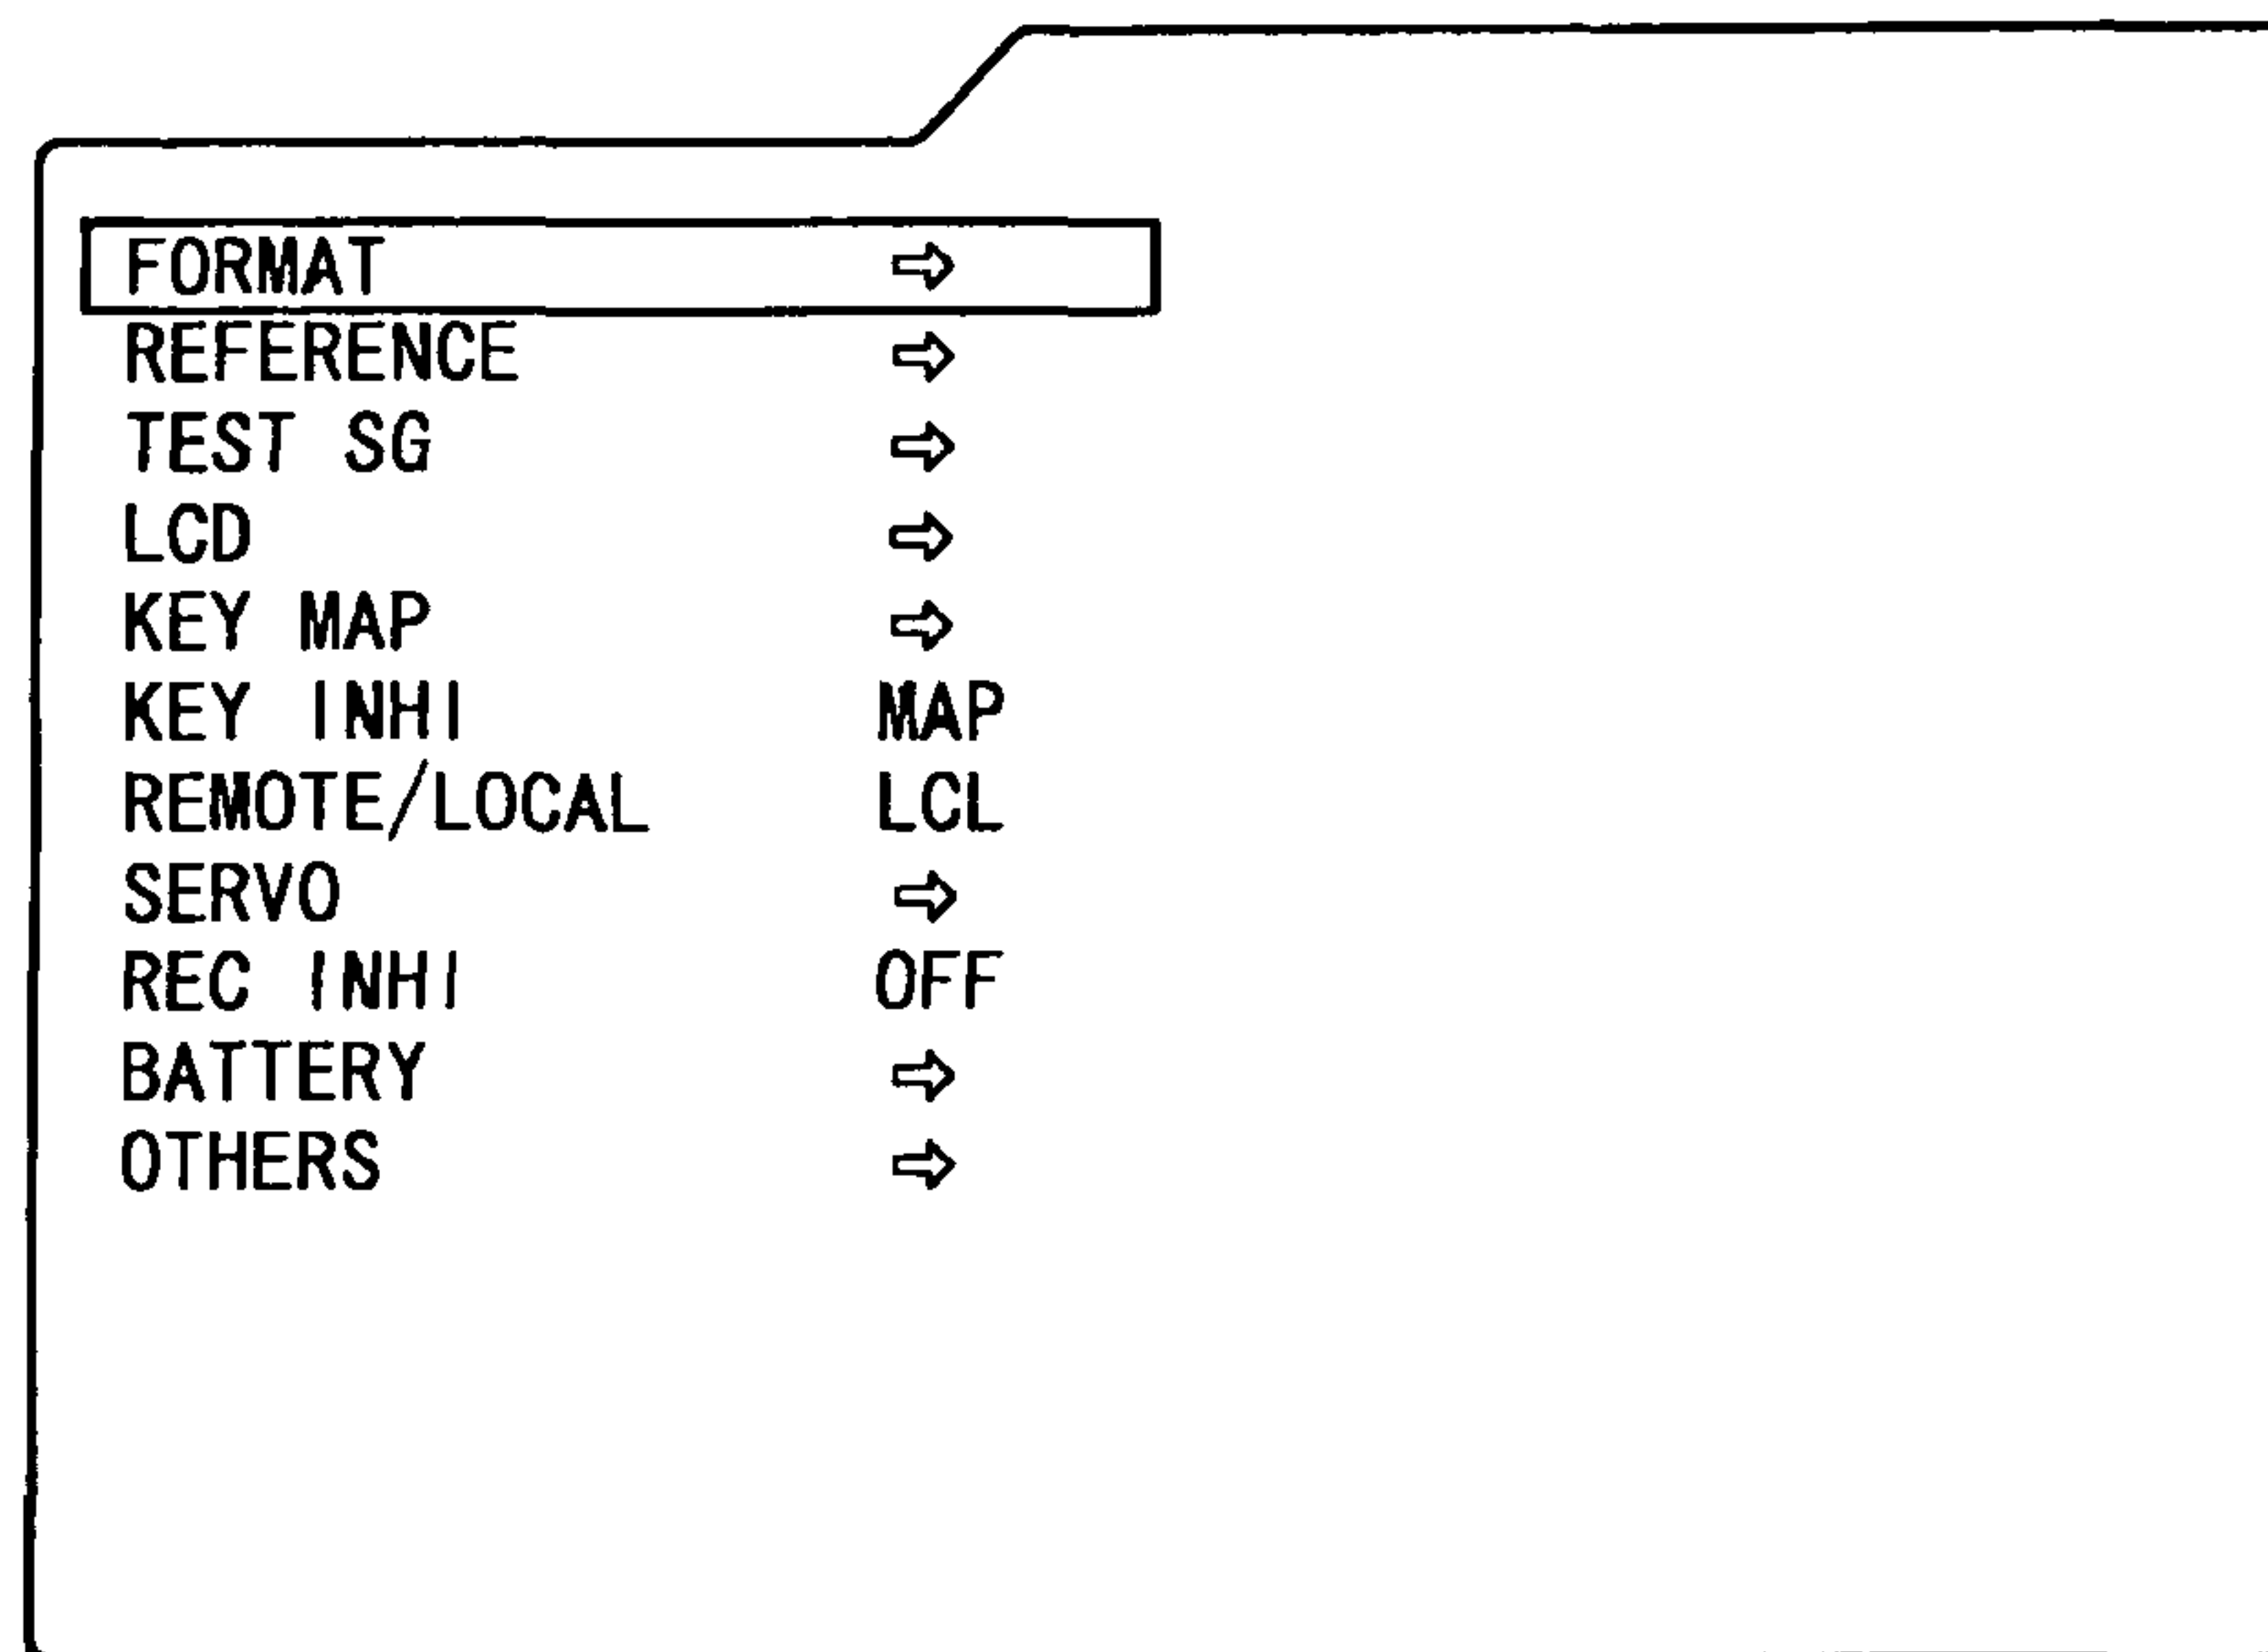 FORMAT ⇨
REFERENCE ⇨
TEST SG ⇨
LCD ⇨
KEY MAP ⇨
KEY INHI MAP
REMOTE/LOCAL LCL
SERVO ⇨
REC INHI OFF
BATTERY ⇨
OTHERS ⇨